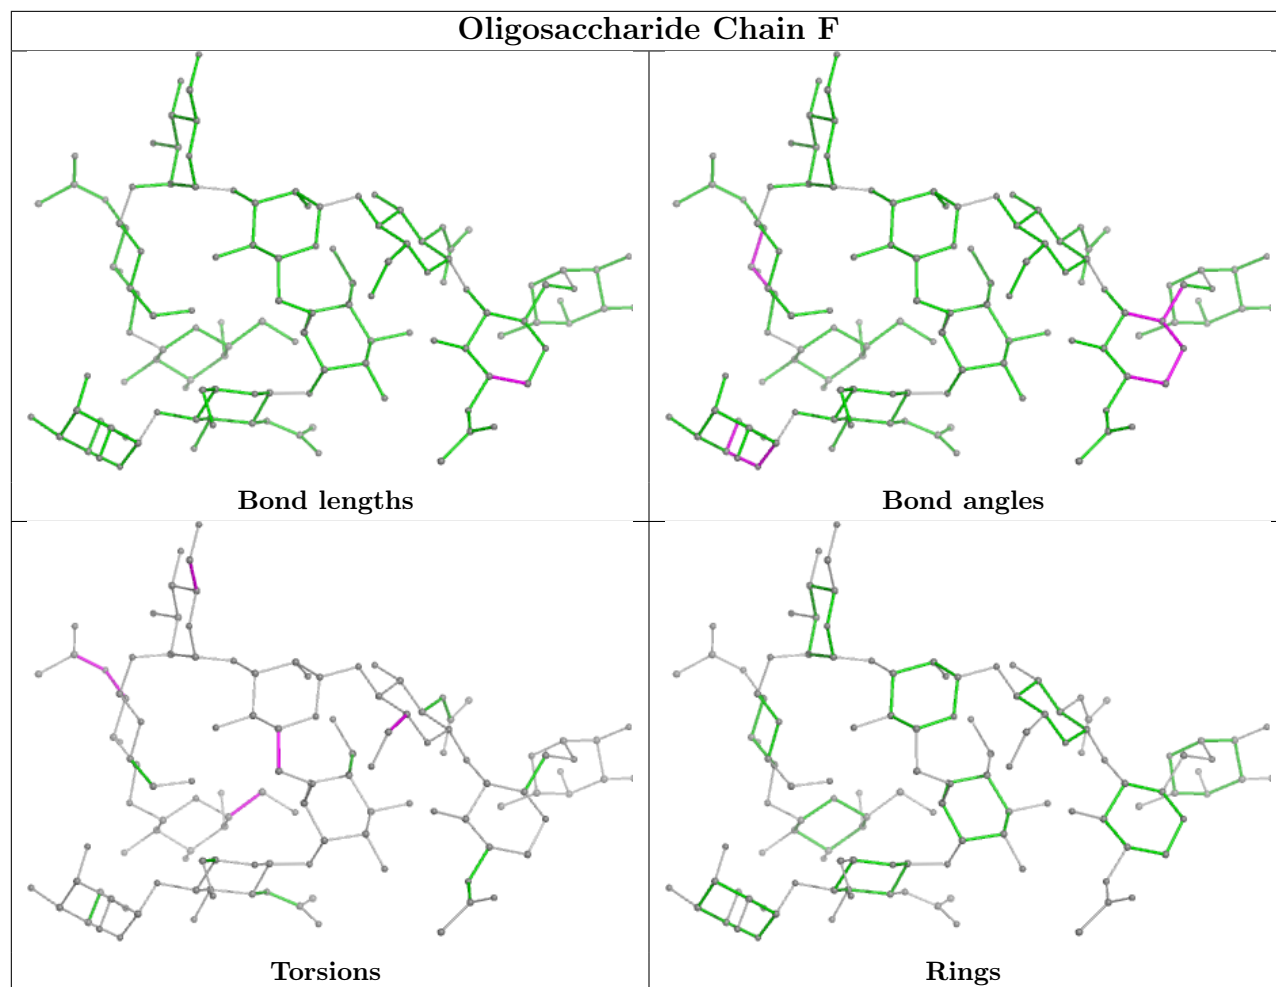 Oligosaccharide Chain F
Bond lengths
Bond angles
Torsions
Rings